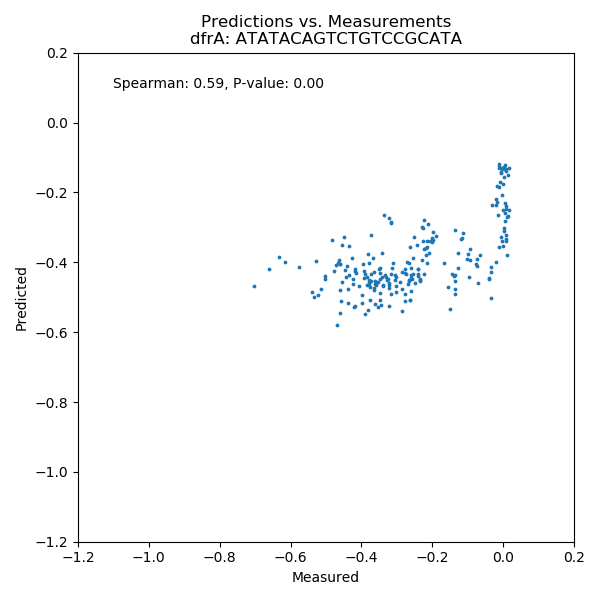 Predictions vs. Measurements
dfrA: ATATACAGTCTGTCCGCATA
Spearman: 0.59, P-value: 0.00
0.2
0.0
−0.2
−0.4
−0.6
−0.8
−1.0
−1.2
Predicted
−1.2 −1.0 −0.8 −0.6 −0.4 −0.2 0.0 0.2
Measured